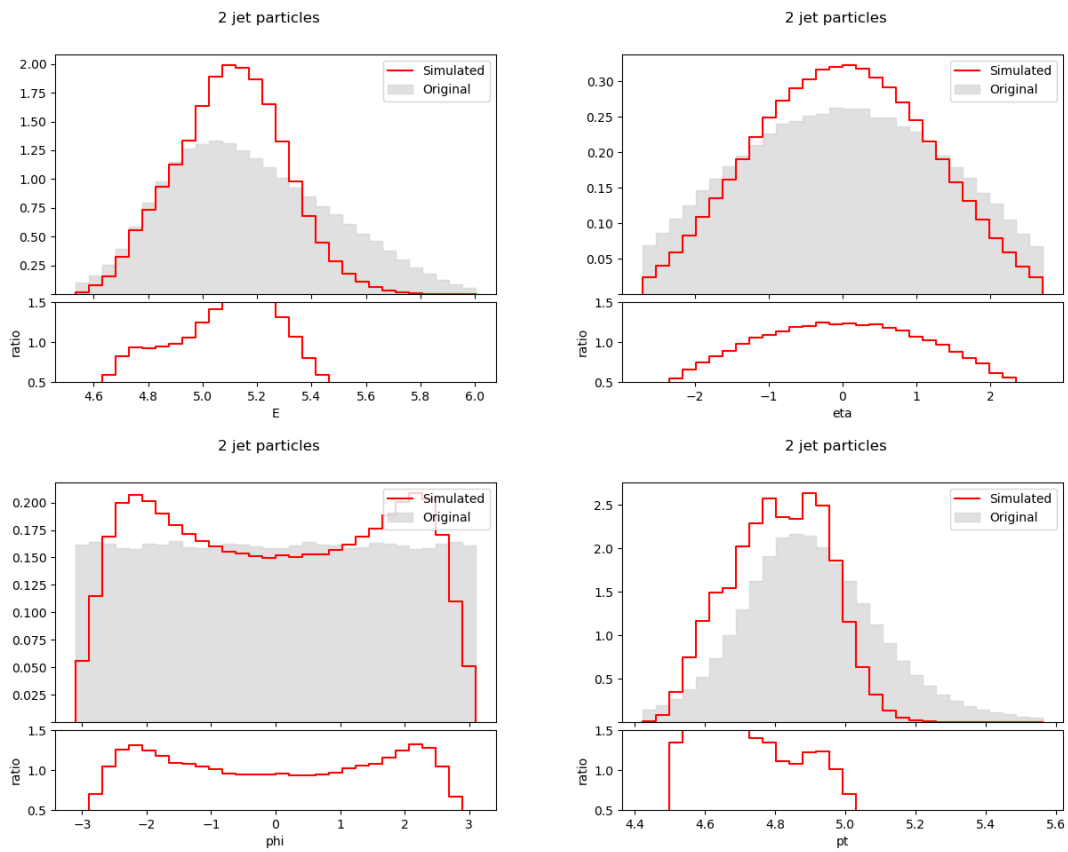 2 jet particles
2.00
1.75
1.50
1.25
1.00
0.75
0.50
0.25
Simulated
Original
1.5
1.0
0.5
ratio
4.6 4.8 5.0 5.2 5.4 5.6 5.8 6.0
E
2 jet particles
0.30
0.25
0.20
0.15
0.10
0.05
Simulated
Original
1.5
1.0
0.5
ratio
−2 −1 0 1 2
eta
2 jet particles
0.200
0.175
0.150
0.125
0.100
0.075
0.050
0.025
Simulated
Original
1.5
1.0
0.5
ratio
−3 −2 −1 0 1 2 3
phi
2 jet particles
2.5
2.0
1.5
1.0
0.5
Simulated
Original
1.5
1.0
0.5
ratio
4.4 4.6 4.8 5.0 5.2 5.4 5.6
pt